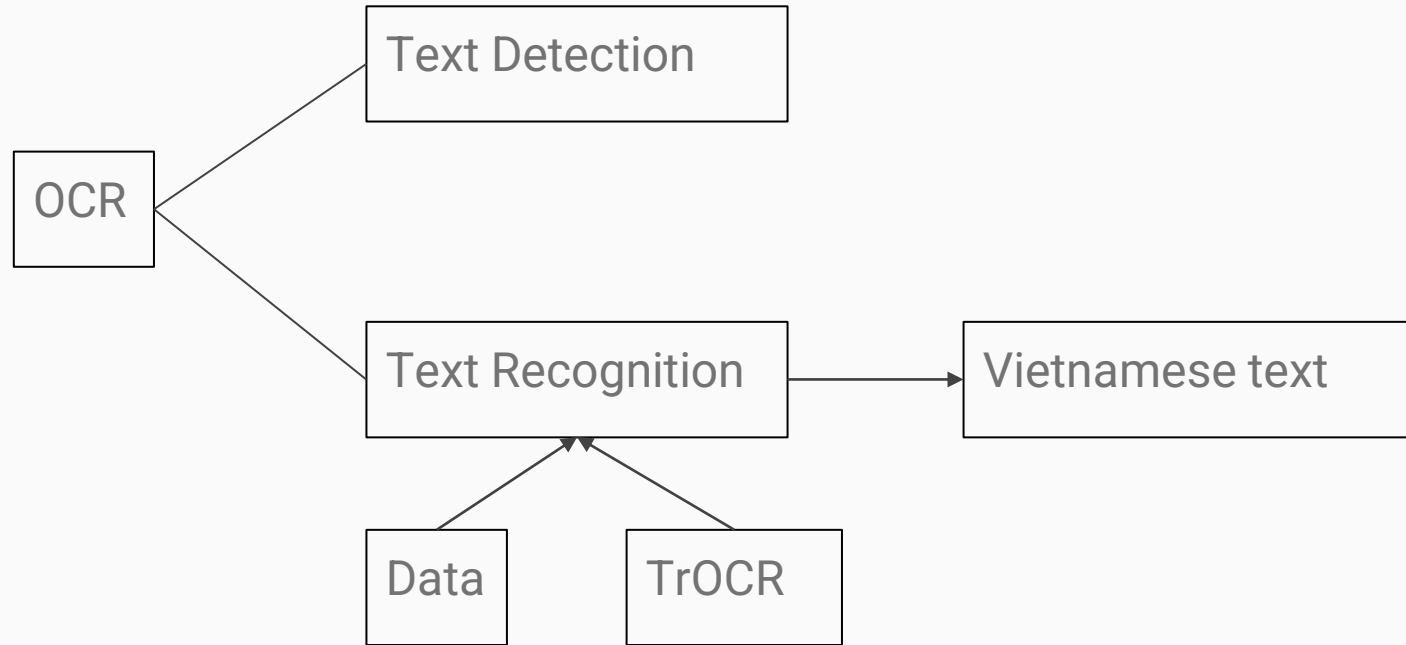 Text Detection
OCR
Text Recognition
Vietnamese text
Data
TrOCR